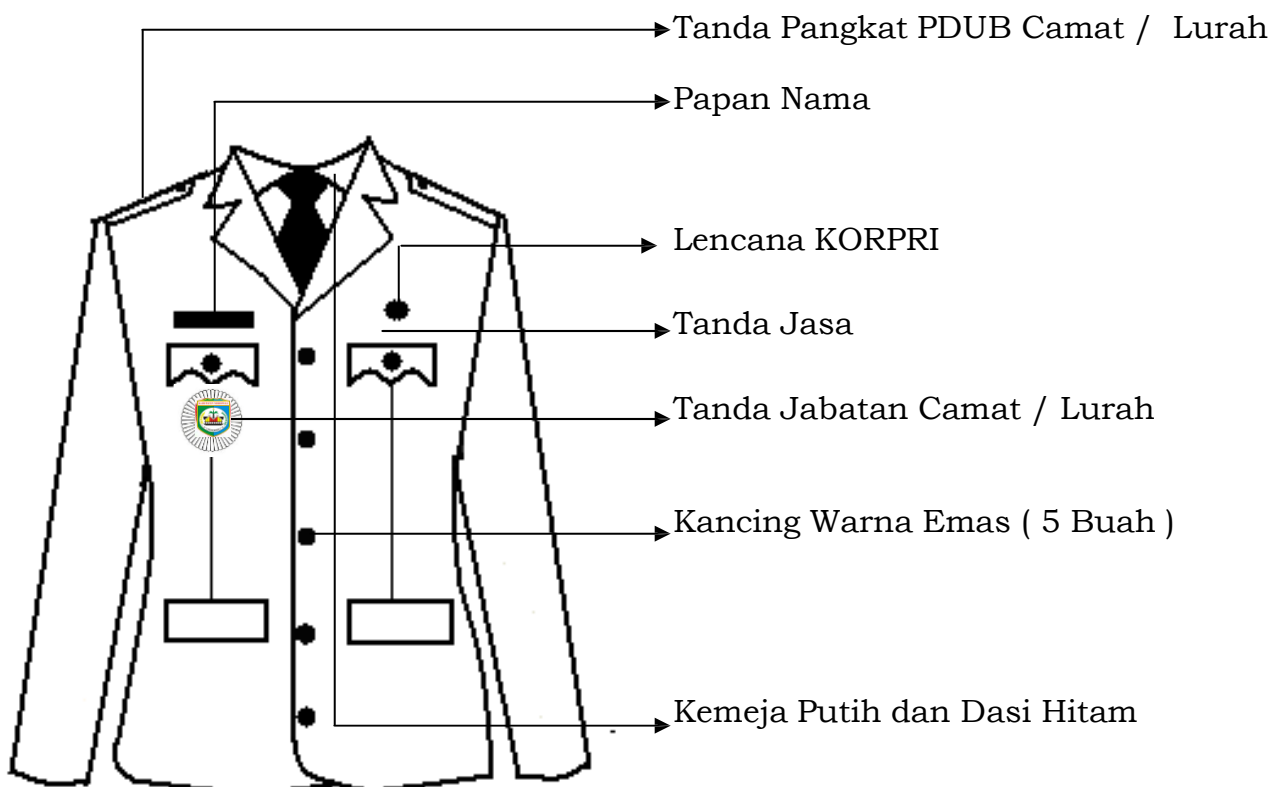 Tanda Pangkat PDUB Camat /  Lurah
Papan Nama
Lencana KORPRI
Tanda Jasa
Tanda Jabatan Camat / Lurah
Kancing Warna Emas ( 5 Buah )
Kemeja Putih dan Dasi Hitam